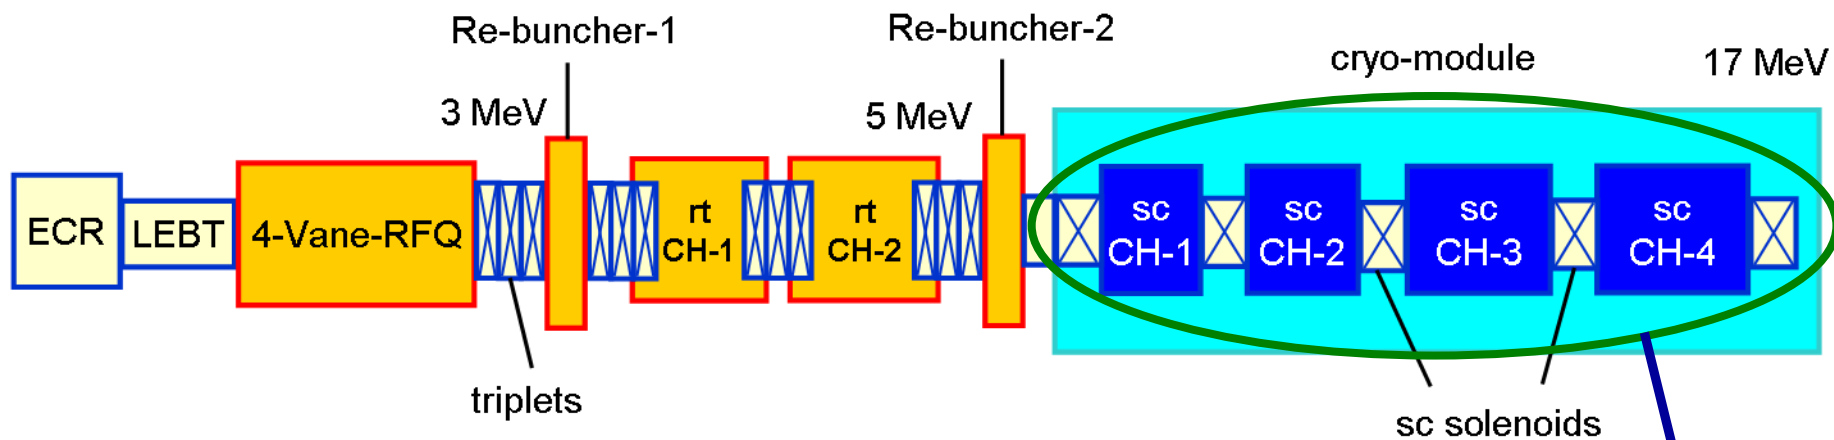 Re-buncher-1
Re-buncher-2
cryo-module
17 MeV
3 MeV
5 MeV
ECR
LEBT
4-Vane-RFQ
rt
CH-1
rt
CH-2
sc
CH-1
sc
CH-2
sc
CH-3
sc
CH-4
triplets
sc solenoids